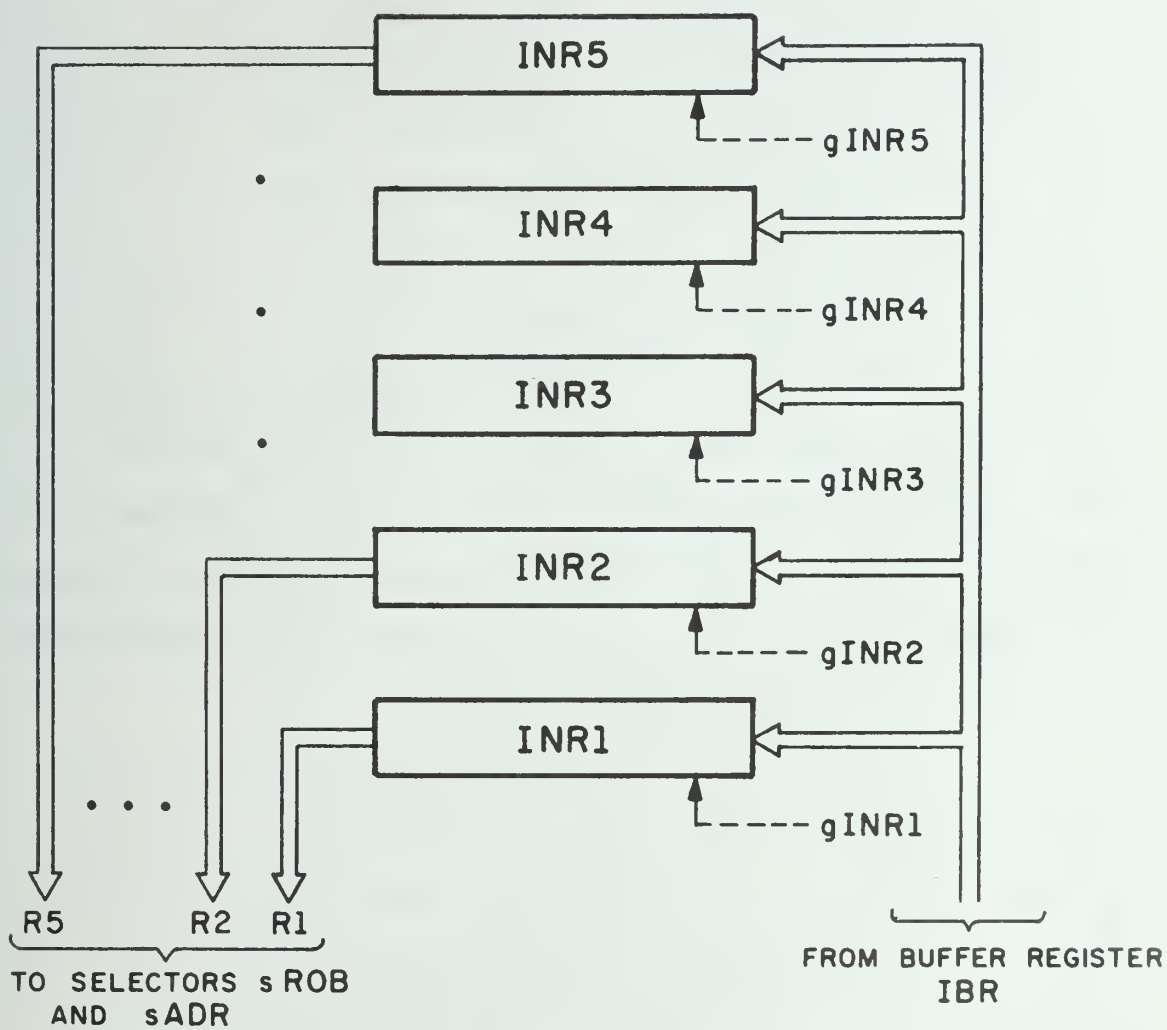 INR5
gINR5
INR4
gINR4
INR3
gINR3
INR2
gINR2
INR1
gINR1
R5 R2 R1
TO SELECTORS sROB
AND sADR
FROM BUFFER REGISTER
IBR